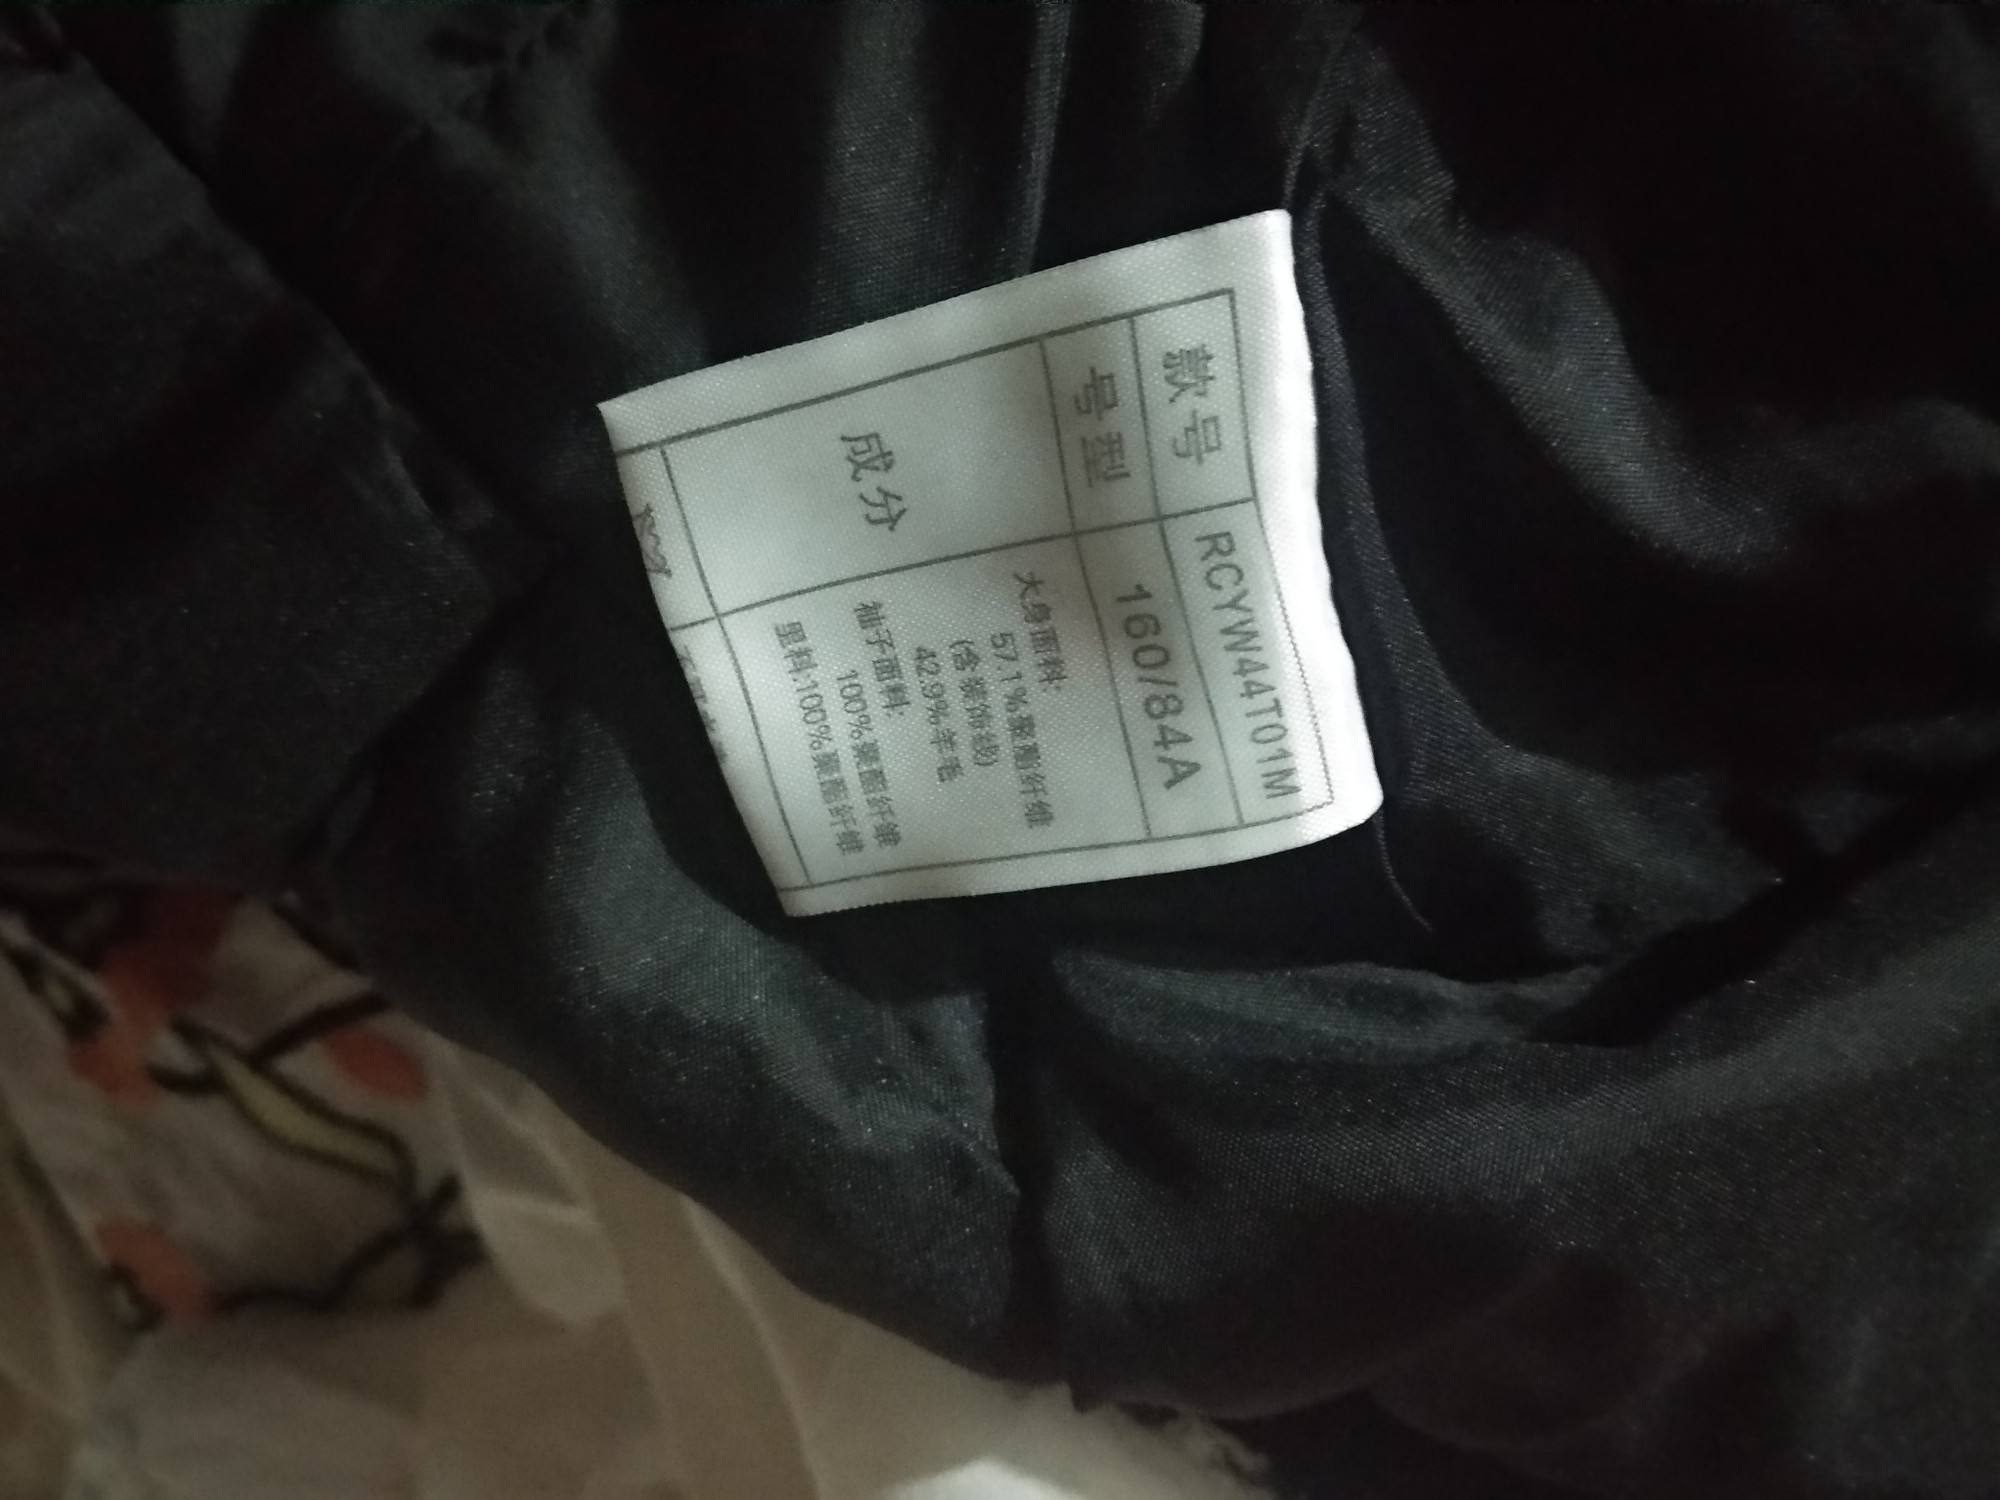 款号 RCYW44T01M
号型 160/84A
成分
大身面料:
57.1%聚酯纤维
(含装饰线)
42.9%羊毛
袖子面料:
100%聚酯纤维
里料:100%聚酯纤维